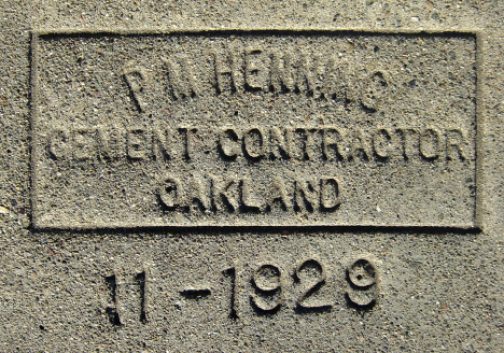 P M HENNING
CEMENT CONTRACTOR
OAKLAND
11-1929